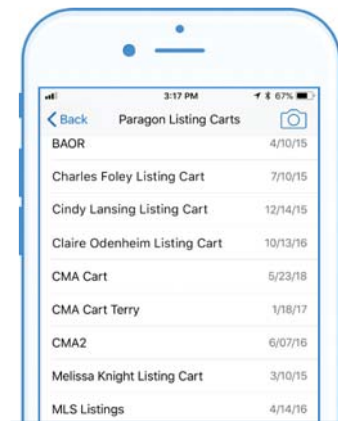 3:17 PM 67%
Back Paragon Listing Carts
BAOR 4/10/15
Charles Foley Listing Cart 7/10/15
Cindy Lansing Listing Cart 12/14/15
Claire Odenheim Listing Cart 10/13/16
CMA Cart 5/23/18
CMA Cart Terry 1/18/17
CMA2 6/07/16
Melissa Knight Listing Cart 3/10/15
MLS Listings 4/14/16